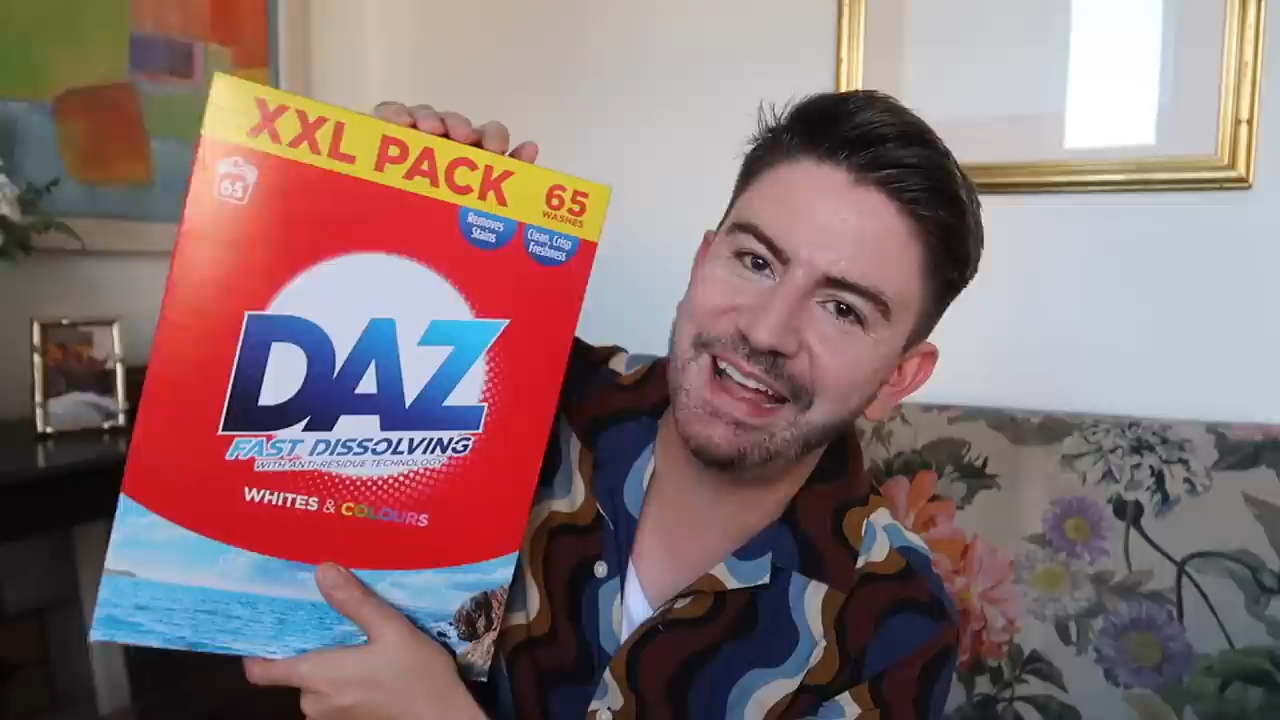 XXL PACK
65
WASHES
65
Removes
Stains
Clean, Crisp
Freshness
DAZ
FAST DISSOLVING
WITH ANTI-RESIDUE TECHNOLOGY
WHITES & COLOURS